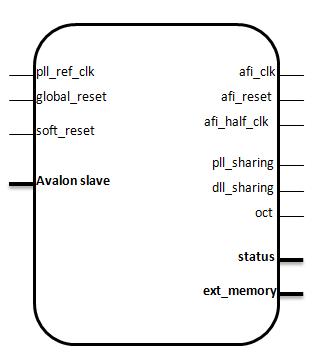 pll_ref_clk
global_reset
soft_reset
Avalon slave
afi_clk
afi_reset
afi_half_clk
pll_sharing
dll_sharing
oct
status
ext_memory